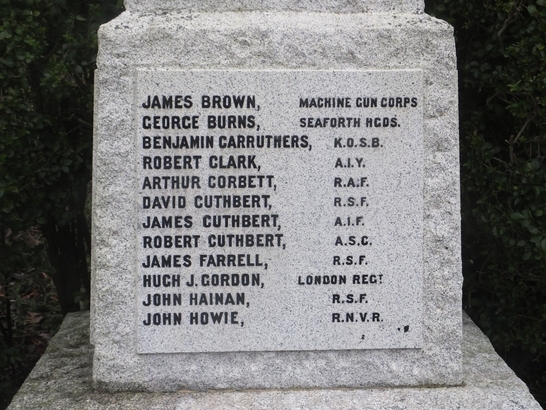 JAMES BROWN, MACHINE GUN CORPS
GEORGE BURNS, SEAFORTH HGDS.
BENJAMIN CARRUTHERS, K.O.S.B.
ROBERT CLARK, A.I.Y.
ARTHUR CORBETT, R.A.F.
DAVID CUTHBERT, R.S.F.
JAMES CUTHBERT, A.I.F.
ROBERT CUTHBERT, A.S.C.
JAMES FARRELL, R.S.F.
HUGH J. GORDON, LONDON REGT
JOHN HAINAN, R.S.F.
JOHN HOWIE, R.N.V.R.